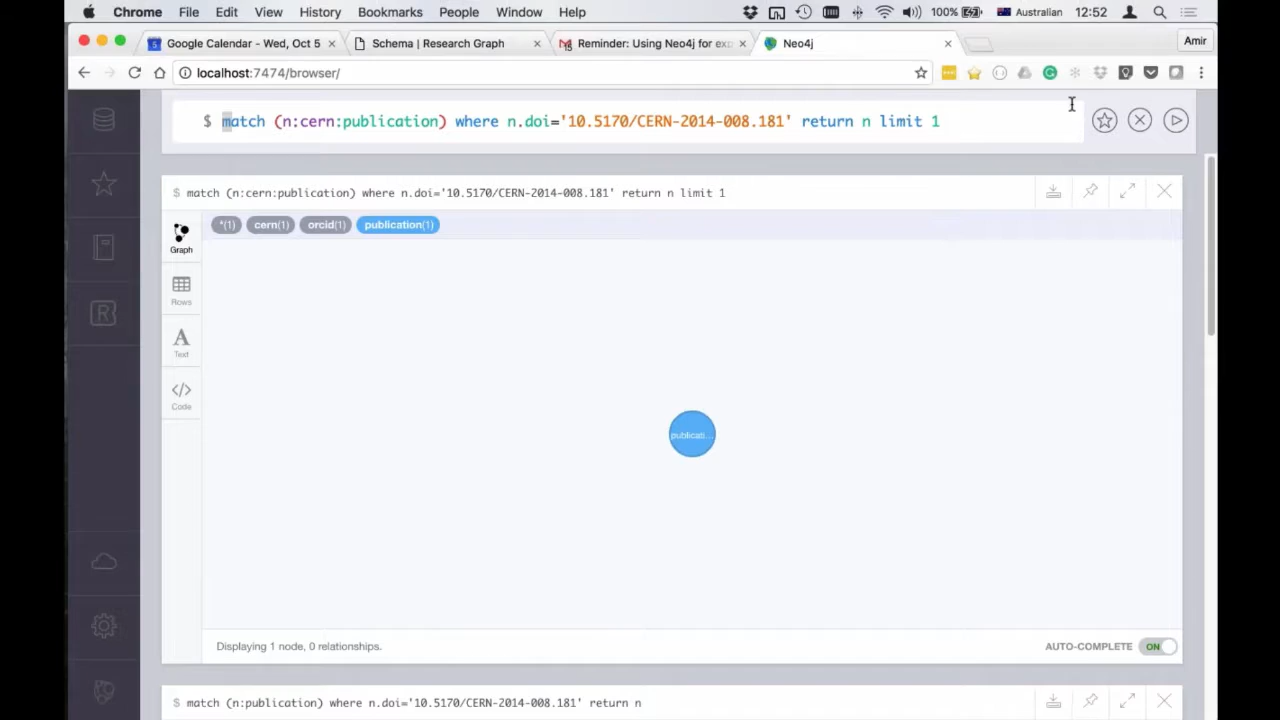 Chrome File Edit View History Bookmarks People Window Help 100% Australian 12:52
Google Calendar - Wed, Oct 5 Schema | Research Graph Reminder: Using Neo4j for exp Neo4j Amir
localhost:7474/browser/
$ match (n:cern:publication) where n.doi='10.5170/CERN-2014-008.181' return n limit 1
$ match (n:cern:publication) where n.doi='10.5170/CERN-2014-008.181' return n limit 1
*(1) cern(1) orcid(1) publication(1)
Graph
Rows
Text
Code
publicati...
Displaying 1 node, 0 relationships. AUTO-COMPLETE ON
$ match (n:publication) where n.doi='10.5170/CERN-2014-008.181' return n